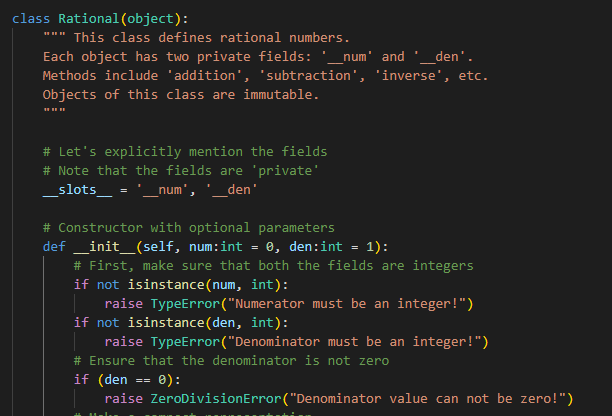 class Rational(object):
    """ This class defines rational numbers.
    Each object has two private fields: '__num' and '__den'.
    Methods include 'addition', 'subtraction', 'inverse', etc.
    Objects of this class are immutable.
    """
    # Let's explicitly mention the fields
    # Note that the fields are 'private'
    __slots__ = '__num', '__den'
    # Constructor with optional parameters
    def __init__(self, num:int = 0, den:int = 1):
        # First, make sure that both the fields are integers
        if not isinstance(num, int):
            raise TypeError("Numerator must be an integer!")
        if not isinstance(den, int):
            raise TypeError("Denominator must be an integer!")
        # Ensure that the denominator is not zero
        if (den == 0):
            raise ZeroDivisionError("Denominator value can not be zero!")